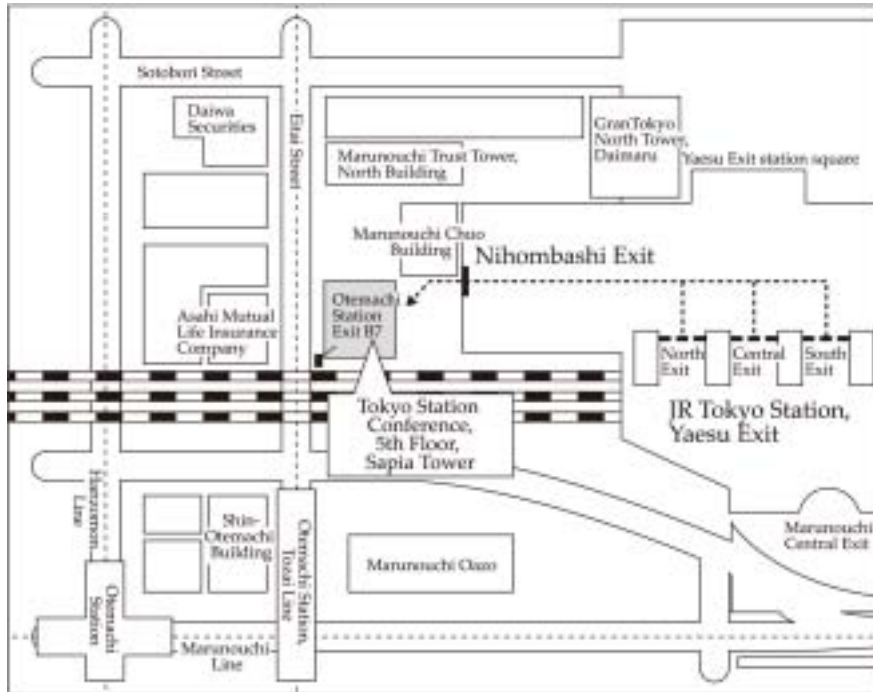 Sotobori Street
Daiwa
Securities
Eitai Street
GranTokyo
North Tower,
Daimaru
Marunouchi Trust Tower,
North Building
Yaesu Exit station square
Marunouchi Chuo
Building
Nihombashi Exit
Otemachi
Station
Exit B7
Asahi Mutual
Life Insurance
Company
North
Exit
Central
Exit
South
Exit
JR Tokyo Station,
Yaesu Exit
Tokyo Station
Conference,
5th Floor,
Sapia Tower
Hanzomon
Line
Shin-
Otemachi
Building
Otemachi Station,
Tozai Line
Marunouchi
Central Exit
Marunouchi Oazo
Otemachi
Station
Marunouchi
Line